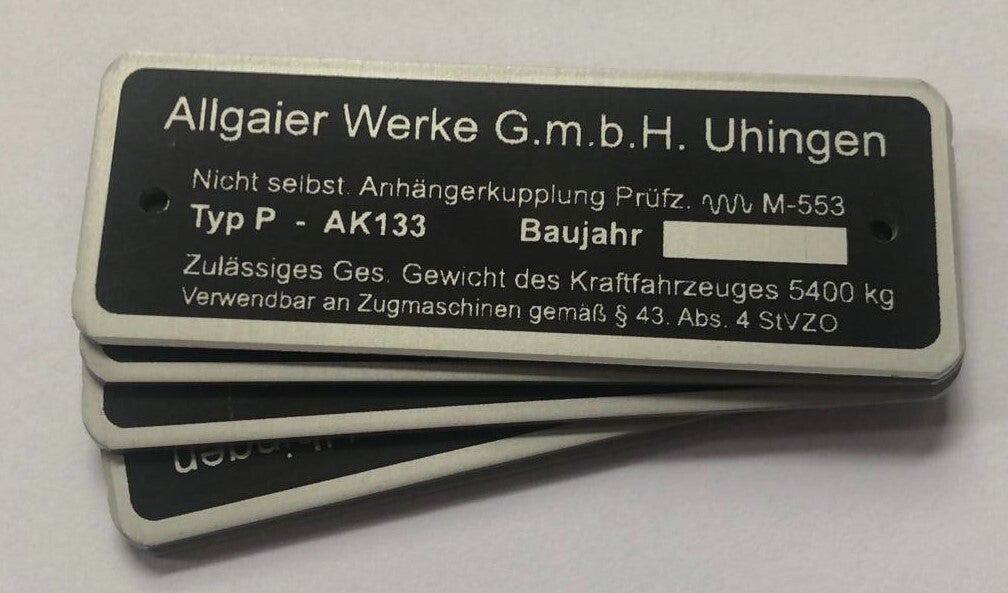 Allgaier Werke G.m.b.H. Uhingen
Nicht selbst. Anhängerkupplung Prüfz. M-553
Typ P - AK133 Baujahr
Zulässiges Ges. Gewicht des Kraftfahrzeuges 5400 kg
Verwendbar an Zugmaschinen gemäß § 43. Abs. 4 StVZO
Uhingen